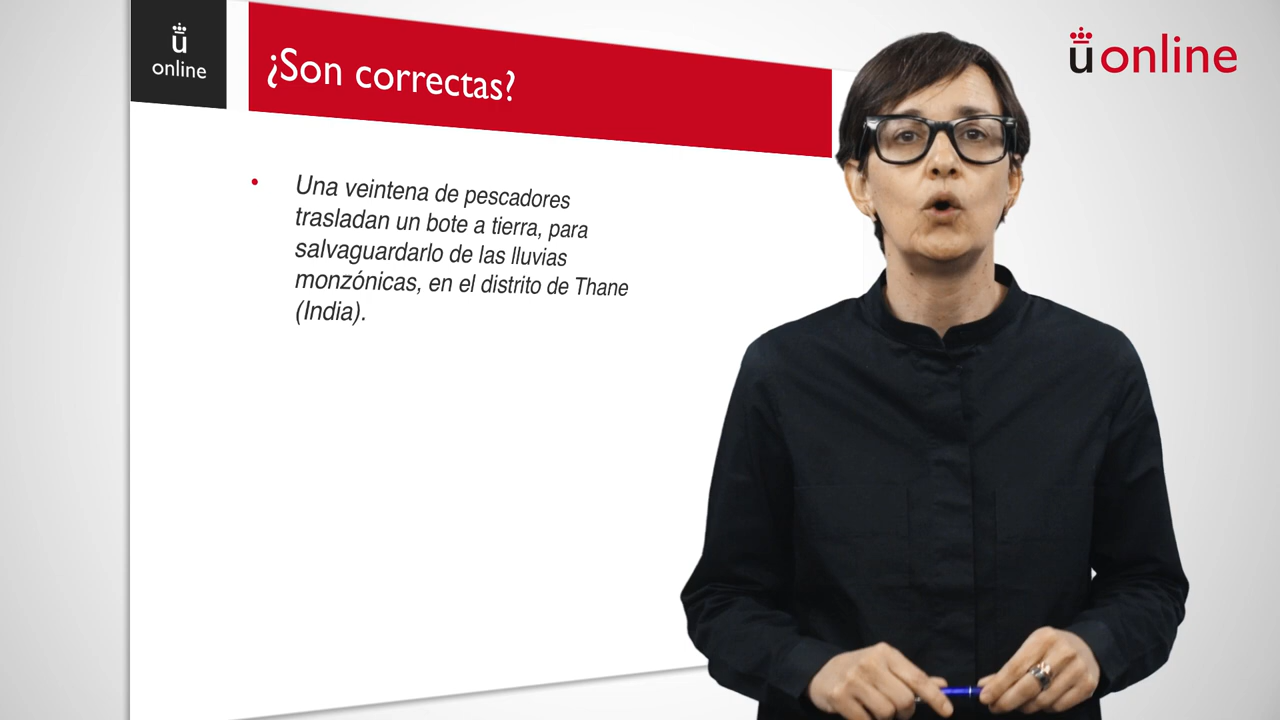 ü
online
¿Son correctas?
üonline
• Una veintena de pescadores
trasladan un bote a tierra, para
salvaguardarlo de las lluvias
monzónicas, en el distrito de Thane
(India).